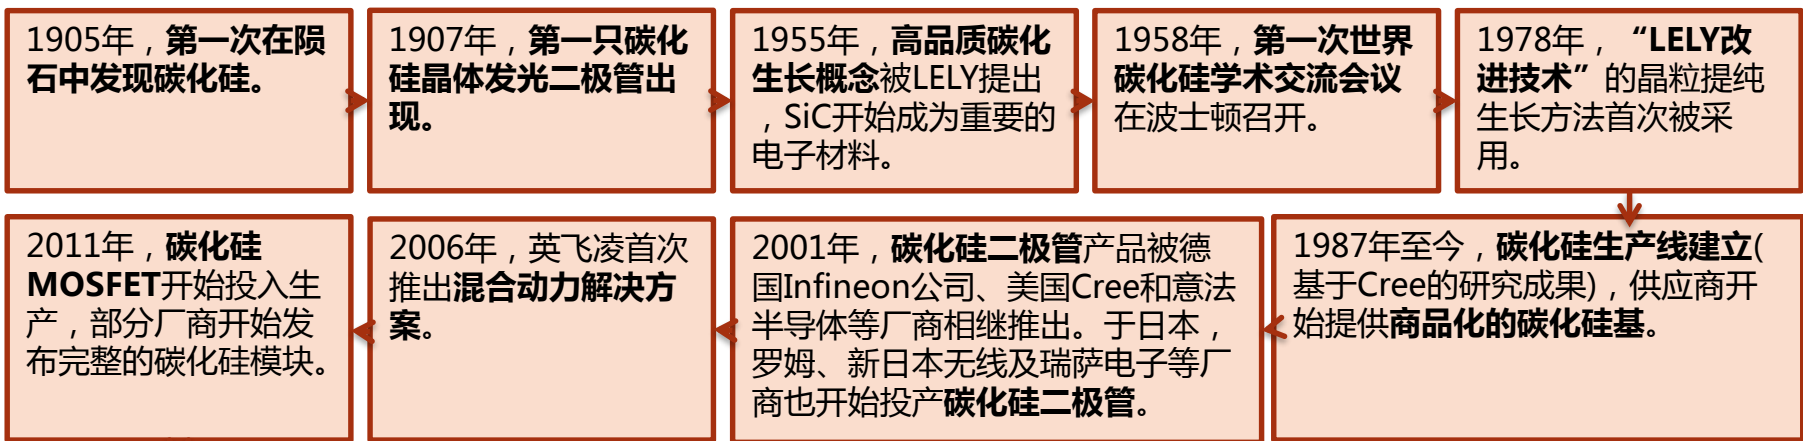 1905年，第一次在陨
石中发现碳化硅。
1907年，第一只碳化
硅晶体发光二极管出
现。
1955年，高品质碳化
生长概念被LELY提出
，SiC开始成为重要的
电子材料。
1958年，第一次世界
碳化硅学术交流会议
在波士顿召开。
1978年，“LELY改
进技术”的晶粒提纯
生长方法首次被采
用。
1987年至今，碳化硅生产线建立(
基于Cree的研究成果)，供应商开
始提供商品化的碳化硅基。
2001年，碳化硅二极管产品被德
国Infineon公司、美国Cree和意法
半导体等厂商相继推出。于日本，
罗姆、新日本无线及瑞萨电子等厂
商也开始投产碳化硅二极管。
2006年，英飞凌首次
推出混合动力解决方
案。
2011年，碳化硅
MOSFET开始投入生
产，部分厂商开始发
布完整的碳化硅模块。